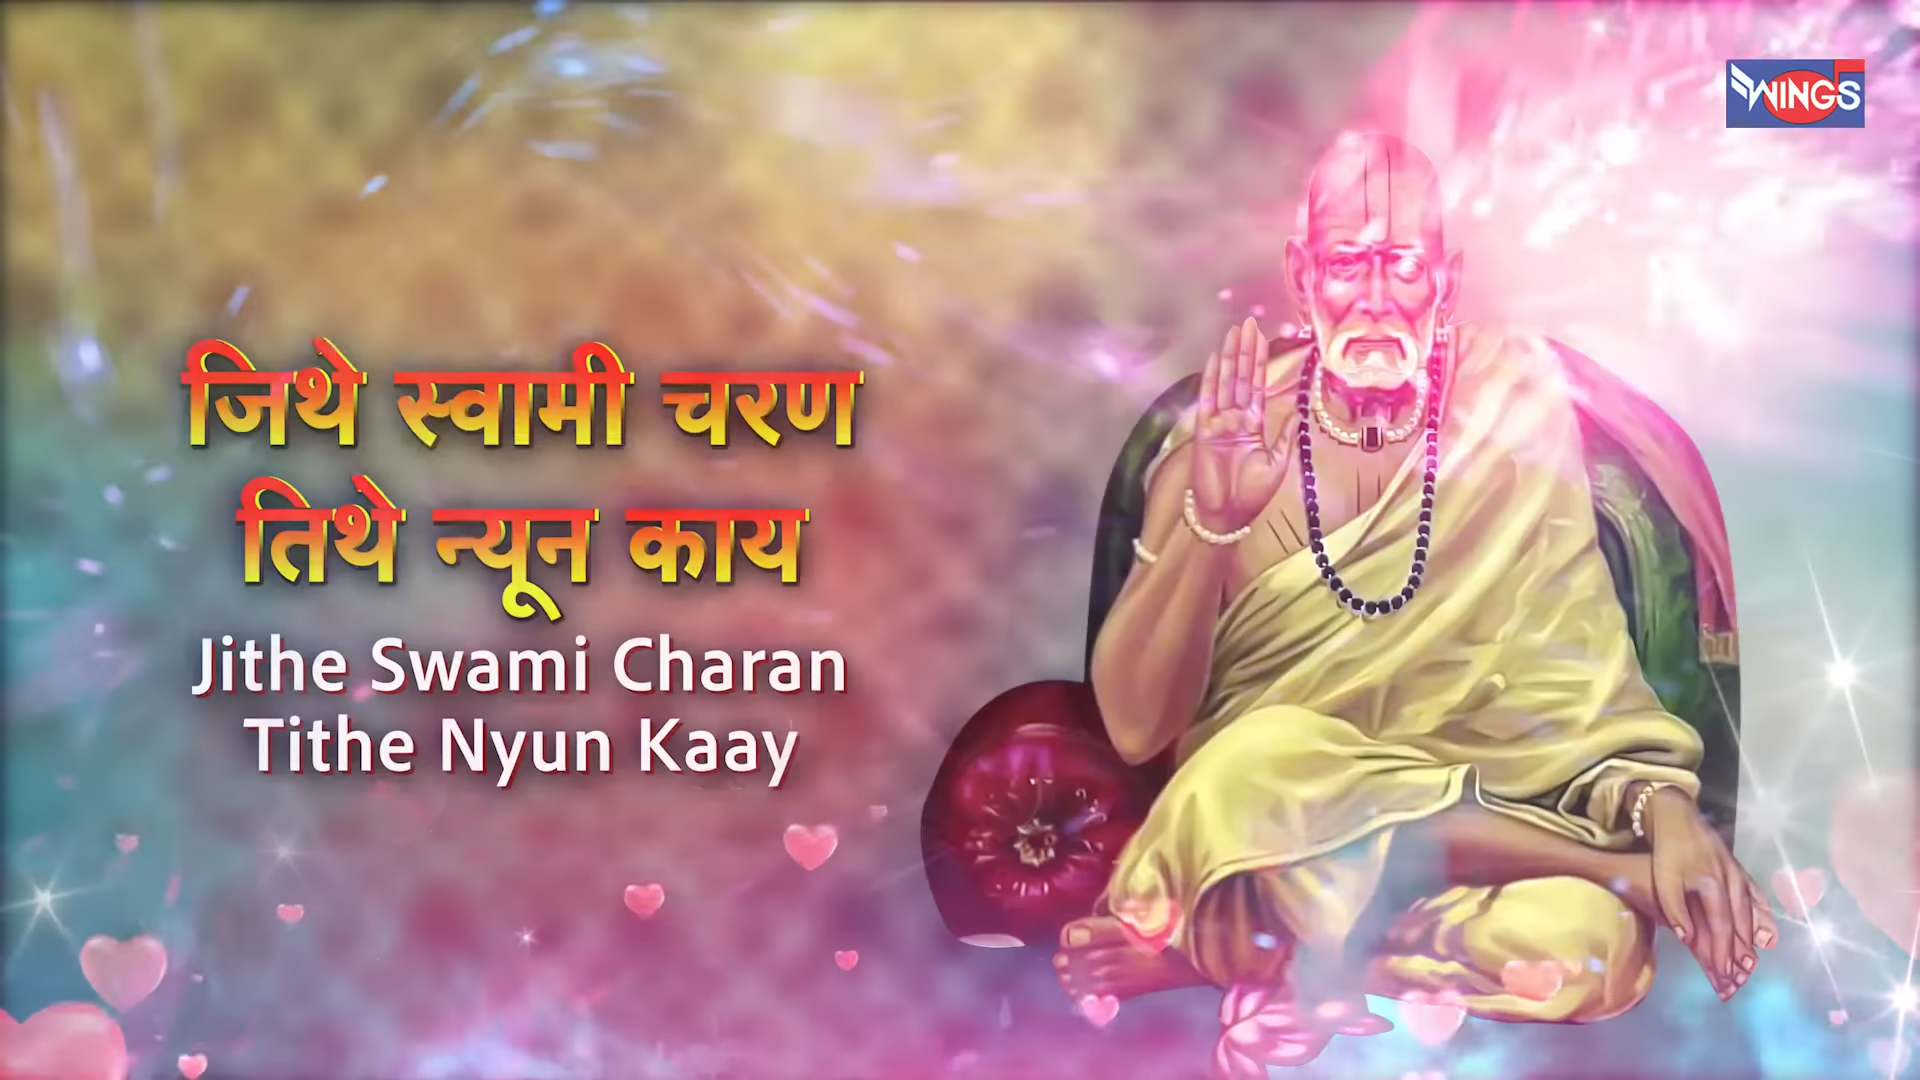 WINGS
जिथे स्वामी चरण
तिथे न्यून काय
Jithe Swami Charan
Tithe Nyun Kaay